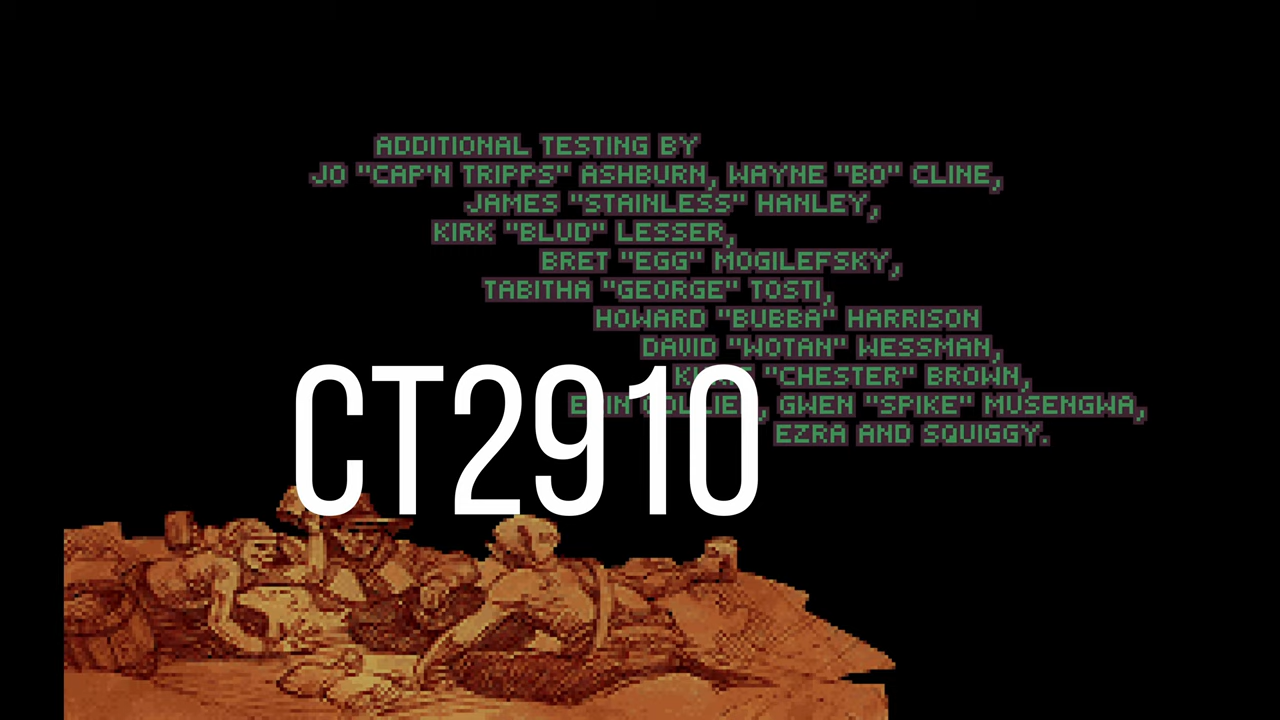 ADDITIONAL TESTING BY
JO "CAP'N TRIPPS" ASHBURN, WAYNE "BO" CLINE,
JAMES "STAINLESS" HANLEY,
KIRK "BLUD" LESSER,
BRET "EGG" MOGILEFSKY,
TABITHA "GEORGE" TOSTI,
HOWARD "BUBBA" HARRISON
DAVID "WOTAN" WESSMAN,
"CHESTER" BROWN,
GWEN "SPIKE" MUSENGWA,
EZRA AND SQUIGGY.
CT2910